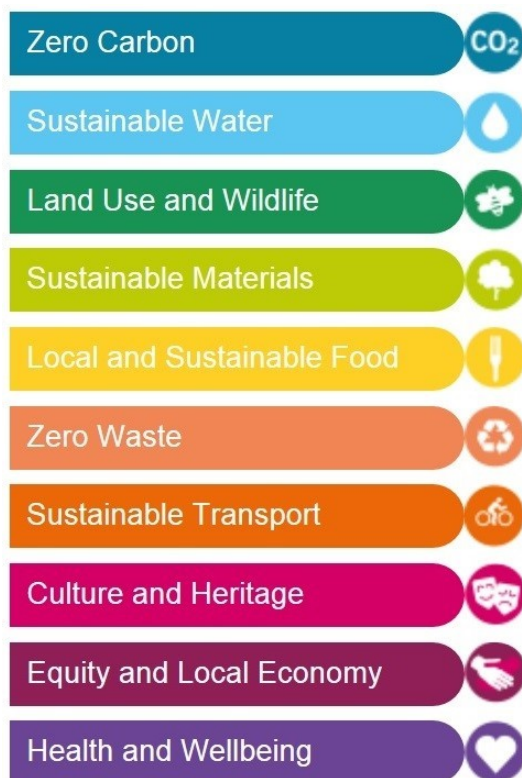 Zero Carbon
CO2
Sustainable Water
Land Use and Wildlife
Sustainable Materials
Local and Sustainable Food
Zero Waste
Sustainable Transport
Culture and Heritage
Equity and Local Economy
Health and Wellbeing